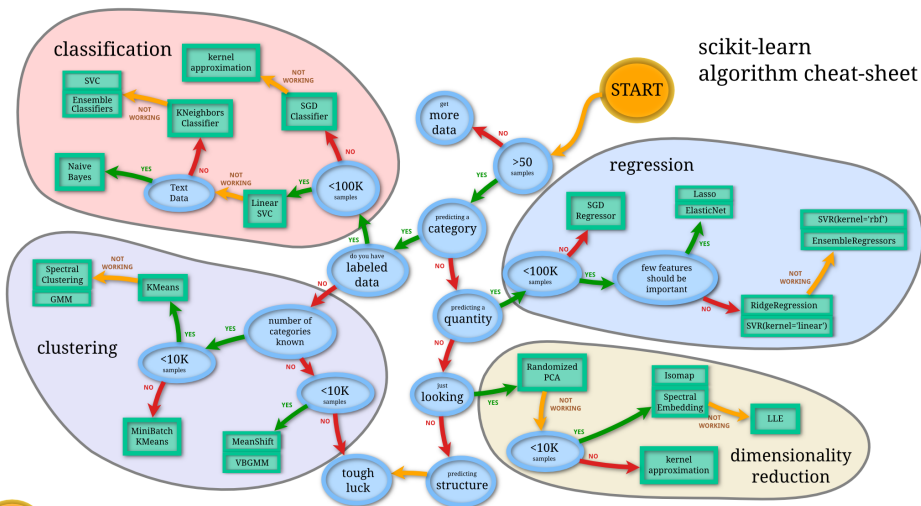 scikit-learn
algorithm cheat-sheet
START
get
more
data
NO
>50
samples
YES
predicting a
category
YES
NO
do you have
labeled
data
YES
NO
predicting a
quantity
YES
NO
just
looking
YES
NO
predicting
structure
tough
luck
classification
kernel
approximation
NOT
WORKING
SVC
Ensemble
Classifiers
NOT
WORKING
KNeighbors
Classifier
SGD
Classifier
NO
Naive
Bayes
YES
Text
Data
NO
NOT
WORKING
Linear
SVC
YES
<100K
samples
regression
SGD
Regressor
Lasso
ElasticNet
SVR(kernel='rbf')
EnsembleRegressors
<100K
samples
NO
YES
few features
should be
important
YES
NO
NOT
WORKING
RidgeRegression
SVR(kernel='linear')
clustering
Spectral
Clustering
GMM
NOT
WORKING
KMeans
YES
number of
categories
known
YES
NO
<10K
samples
NO
MiniBatch
KMeans
<10K
samples
YES
NO
MeanShift
VBGMM
Randomized
PCA
NOT
WORKING
<10K
samples
YES
NO
Isomap
Spectral
Embedding
NOT
WORKING
LLE
kernel
approximation
dimensionality
reduction